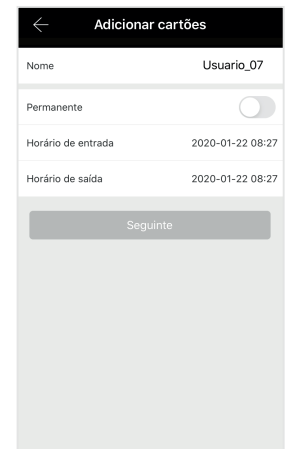 Adicionar cartões
Nome Usuario_07
Permanente
Horário de entrada 2020-01-22 08:27
Horário de saída 2020-01-22 08:27
Seguinte